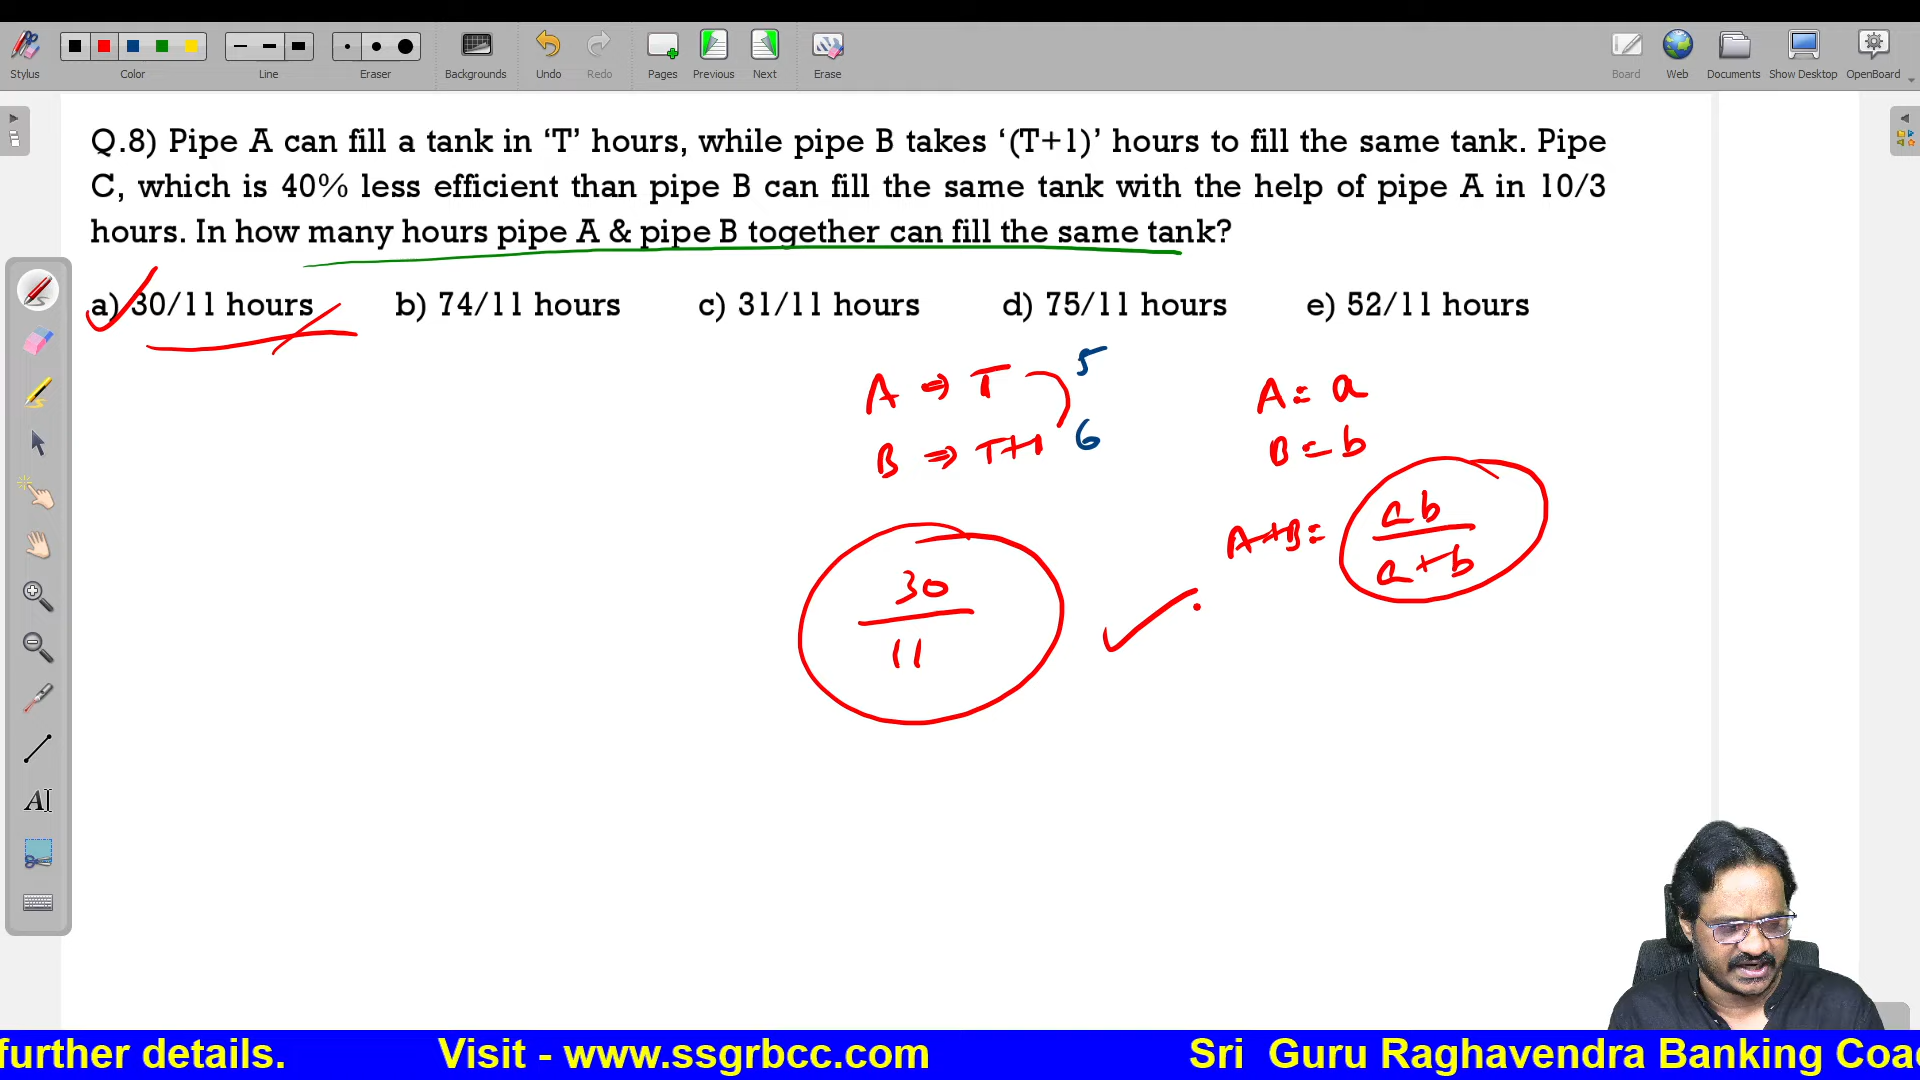 Stylus Color Line Eraser Backgrounds Undo Redo Pages Previous Next Erase Board Web Documents Show Desktop OpenBoard
Q.8) Pipe A can fill a tank in ‘T’ hours, while pipe B takes ‘(T+1)’ hours to fill the same tank. Pipe
C, which is 40% less efficient than pipe B can fill the same tank with the help of pipe A in 10/3
hours. In how many hours pipe A & pipe B together can fill the same tank?
a) 30/11 hours b) 74/11 hours c) 31/11 hours d) 75/11 hours e) 52/11 hours
A ⇒ T 5
B ⇒ T+1 6
A = a
B = b
A+B = ab
a+b
30
11
further details. Visit - www.ssgrbcc.com Sri Guru Raghavendra Banking Coac